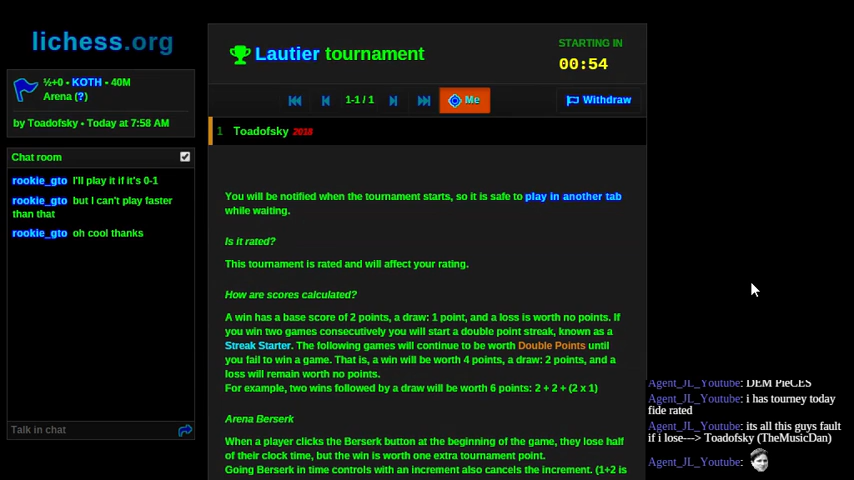 lichess.org
½+0 • KOTH • 40M
Arena (?)
by Toadofsky • Today at 7:58 AM
Chat room
rookie_gto I'll play it if it's 0-1
rookie_gto but I can't play faster
than that
rookie_gto oh cool thanks
Talk in chat
Lautier tournament
STARTING IN
00:54
1-1 / 1
Me
Withdraw
1 Toadofsky 2018
You will be notified when the tournament starts, so it is safe to play in another tab
while waiting.
Is it rated?
This tournament is rated and will affect your rating.
How are scores calculated?
A win has a base score of 2 points, a draw: 1 point, and a loss is worth no points. If
you win two games consecutively you will start a double point streak, known as a
Streak Starter. The following games will continue to be worth Double Points until
you fail to win a game. That is, a win will be worth 4 points, a draw: 2 points, and a
loss will remain worth no points.
For example, two wins followed by a draw will be worth 6 points: 2 + 2 + (2 x 1)
Arena Berserk
When a player clicks the Berserk button at the beginning of the game, they lose half
of their clock time, but the win is worth one extra tournament point.
Going Berserk in time controls with an increment also cancels the increment. (1+2 is
Agent_JL_Youtube: DEM PieCES
Agent_JL_Youtube: i has tourney today
fide rated
Agent_JL_Youtube: its all this guys fault
if i lose---> Toadofsky (TheMusicDan)
Agent_JL_Youtube: